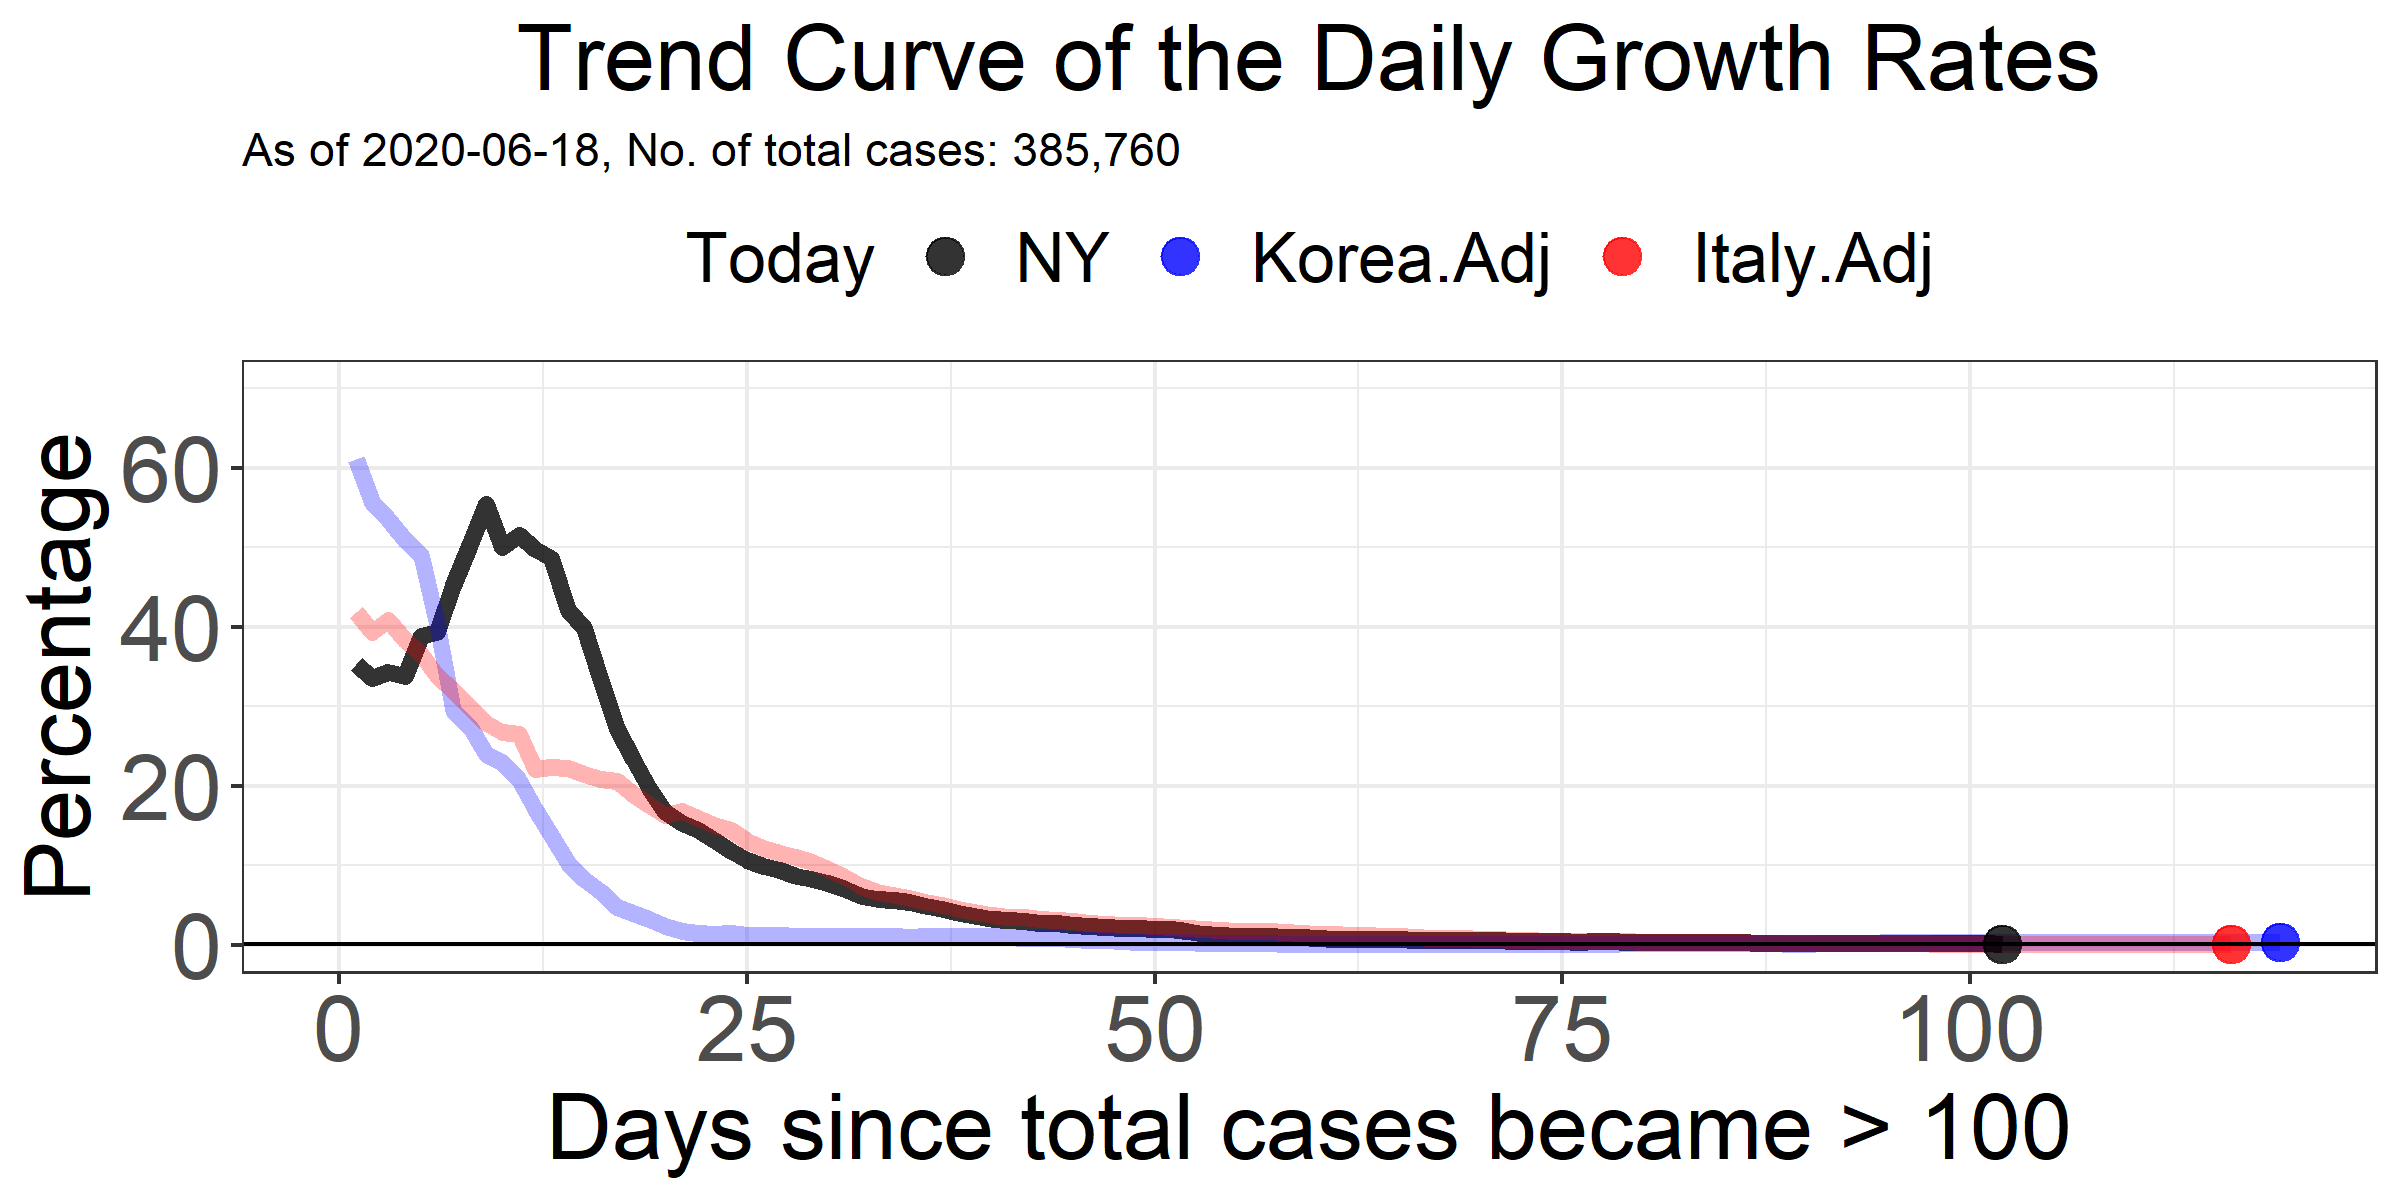 Trend Curve of the Daily Growth Rates
As of 2020-06-18, No. of total cases: 385,760
Today NY Korea.Adj Italy.Adj
Percentage
60
40
20
0
0 25 50 75 100
Days since total cases became > 100